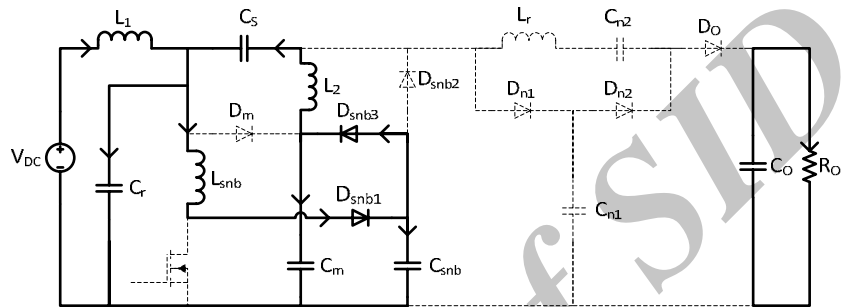 L1
CS
Lr
Cn2
DO
L2
Dsnb2
Dn1
Dn2
Dm
Dsnb3
VDC
Cr
Lsnb
CO
RO
Dsnb1
Cn1
Cm
Csnb
of SID